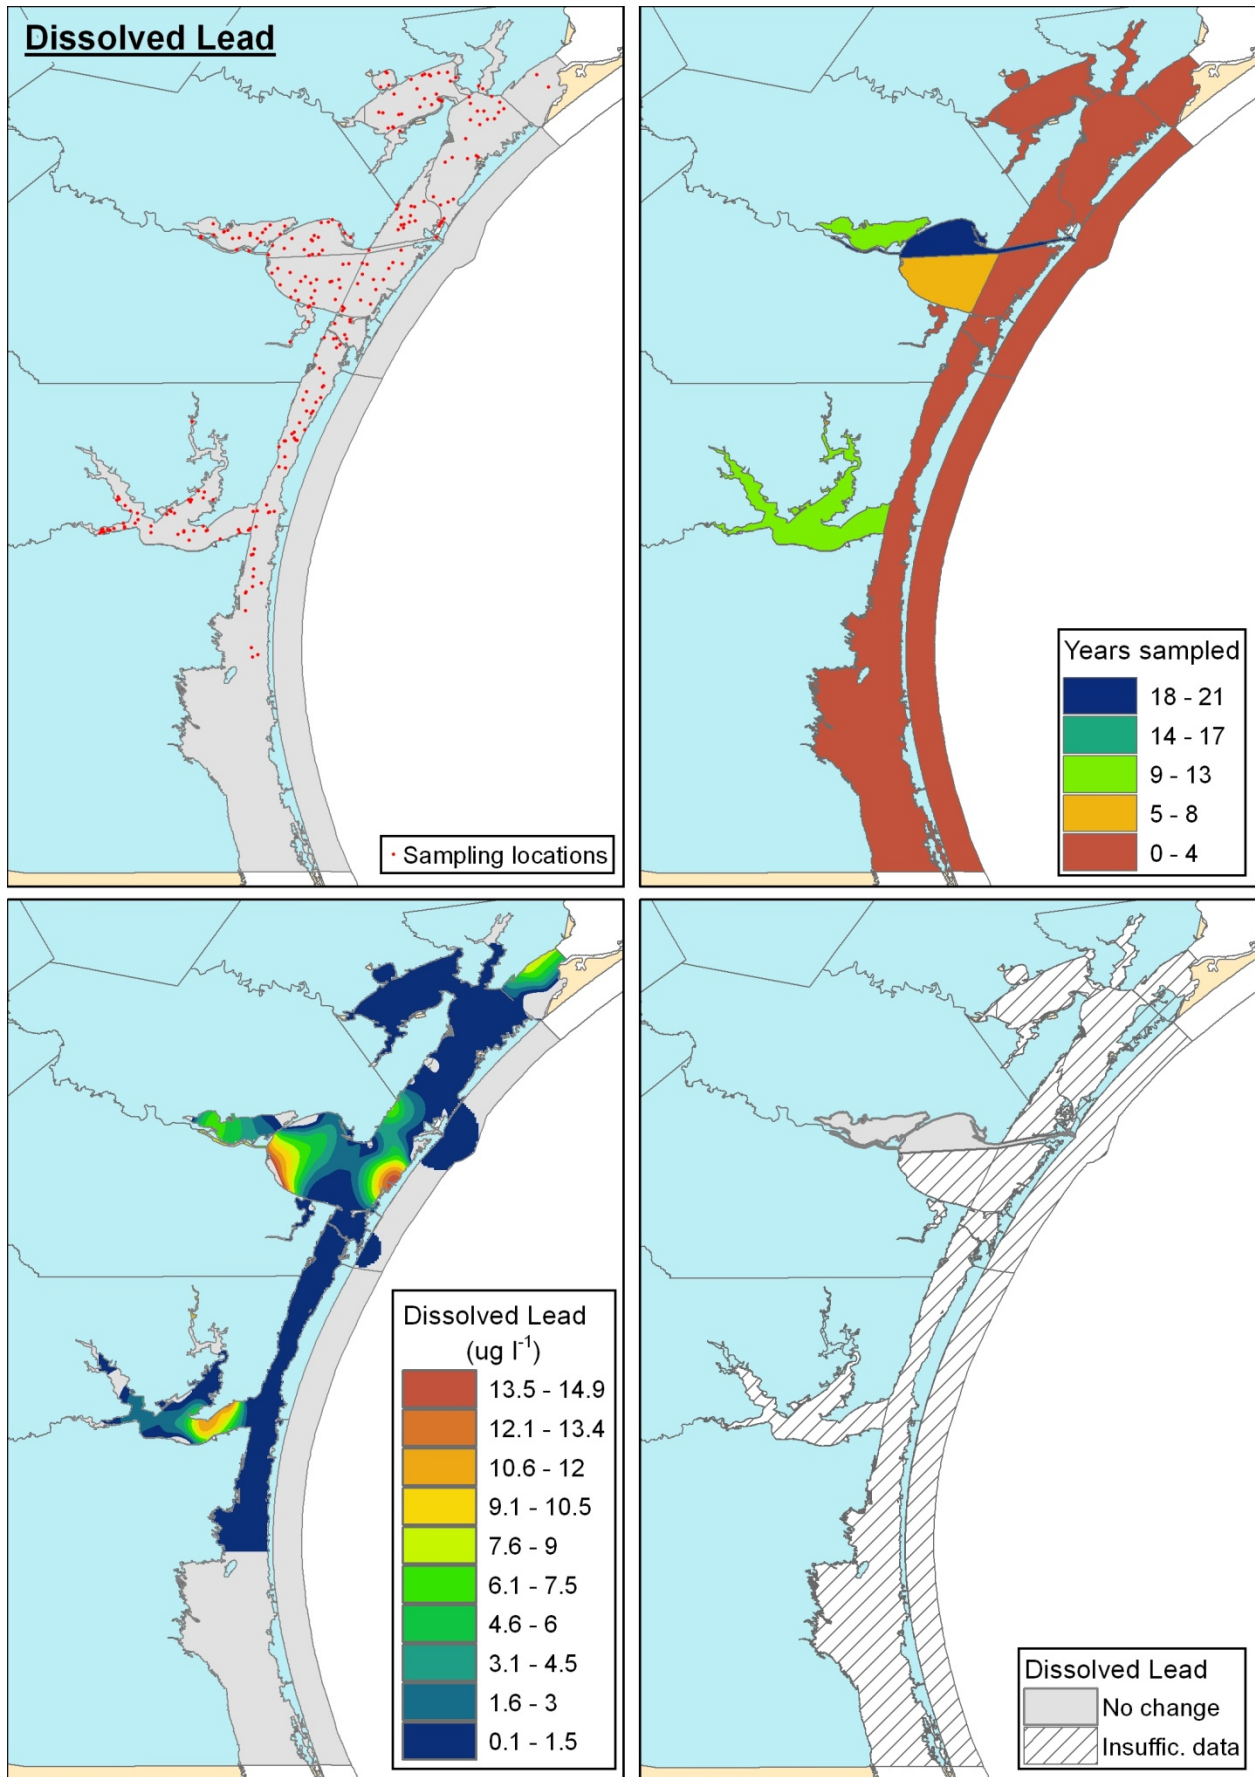 Dissolved Lead
Sampling locations
Years sampled
18 - 21
14 - 17
9 - 13
5 - 8
0 - 4
Dissolved Lead
(ug l⁻¹)
13.5 - 14.9
12.1 - 13.4
10.6 - 12
9.1 - 10.5
7.6 - 9
6.1 - 7.5
4.6 - 6
3.1 - 4.5
1.6 - 3
0.1 - 1.5
Dissolved Lead
No change
Insuffic. data